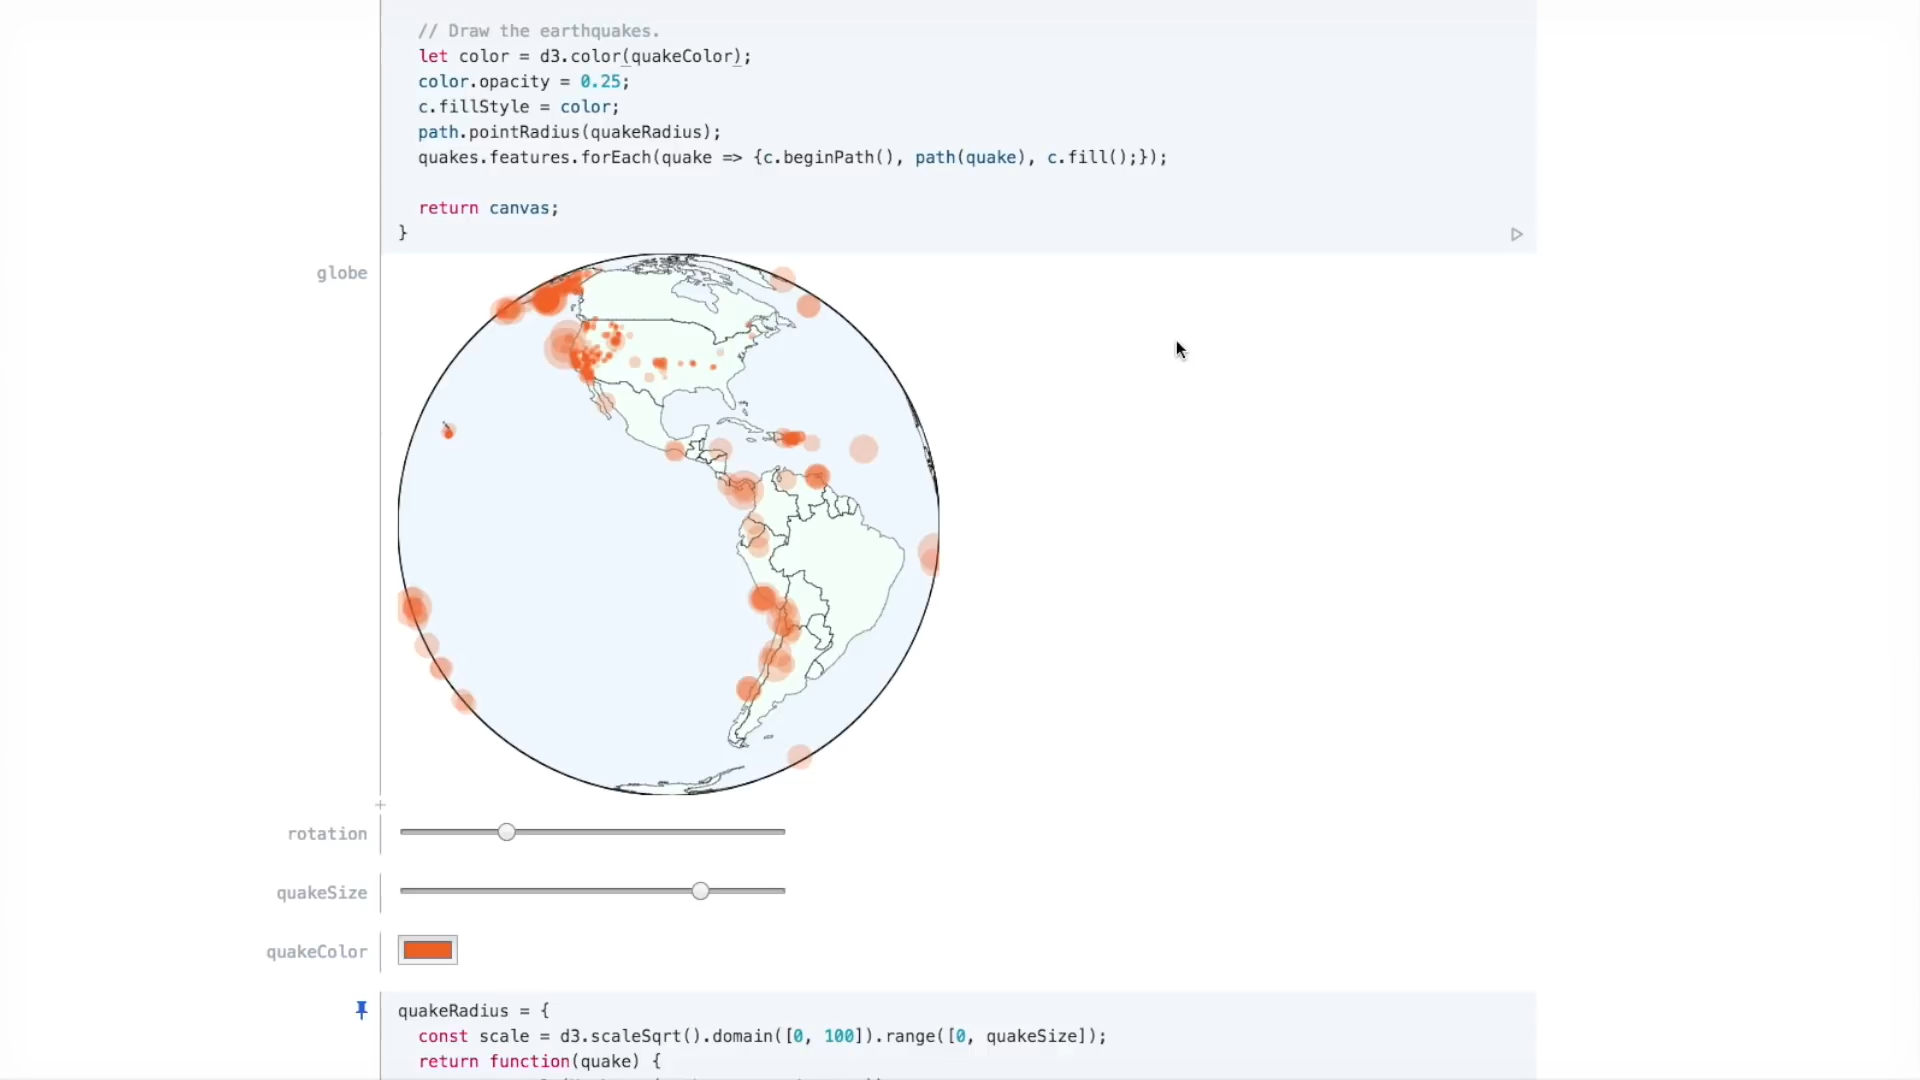 // Draw the earthquakes.
let color = d3.color(quakeColor);
color.opacity = 0.25;
c.fillStyle = color;
path.pointRadius(quakeRadius);
quakes.features.forEach(quake => {c.beginPath(), path(quake), c.fill();});
return canvas;
}
globe
rotation
quakeSize
quakeColor
quakeRadius = {
const scale = d3.scaleSqrt().domain([0, 100]).range([0, quakeSize]);
return function(quake) {